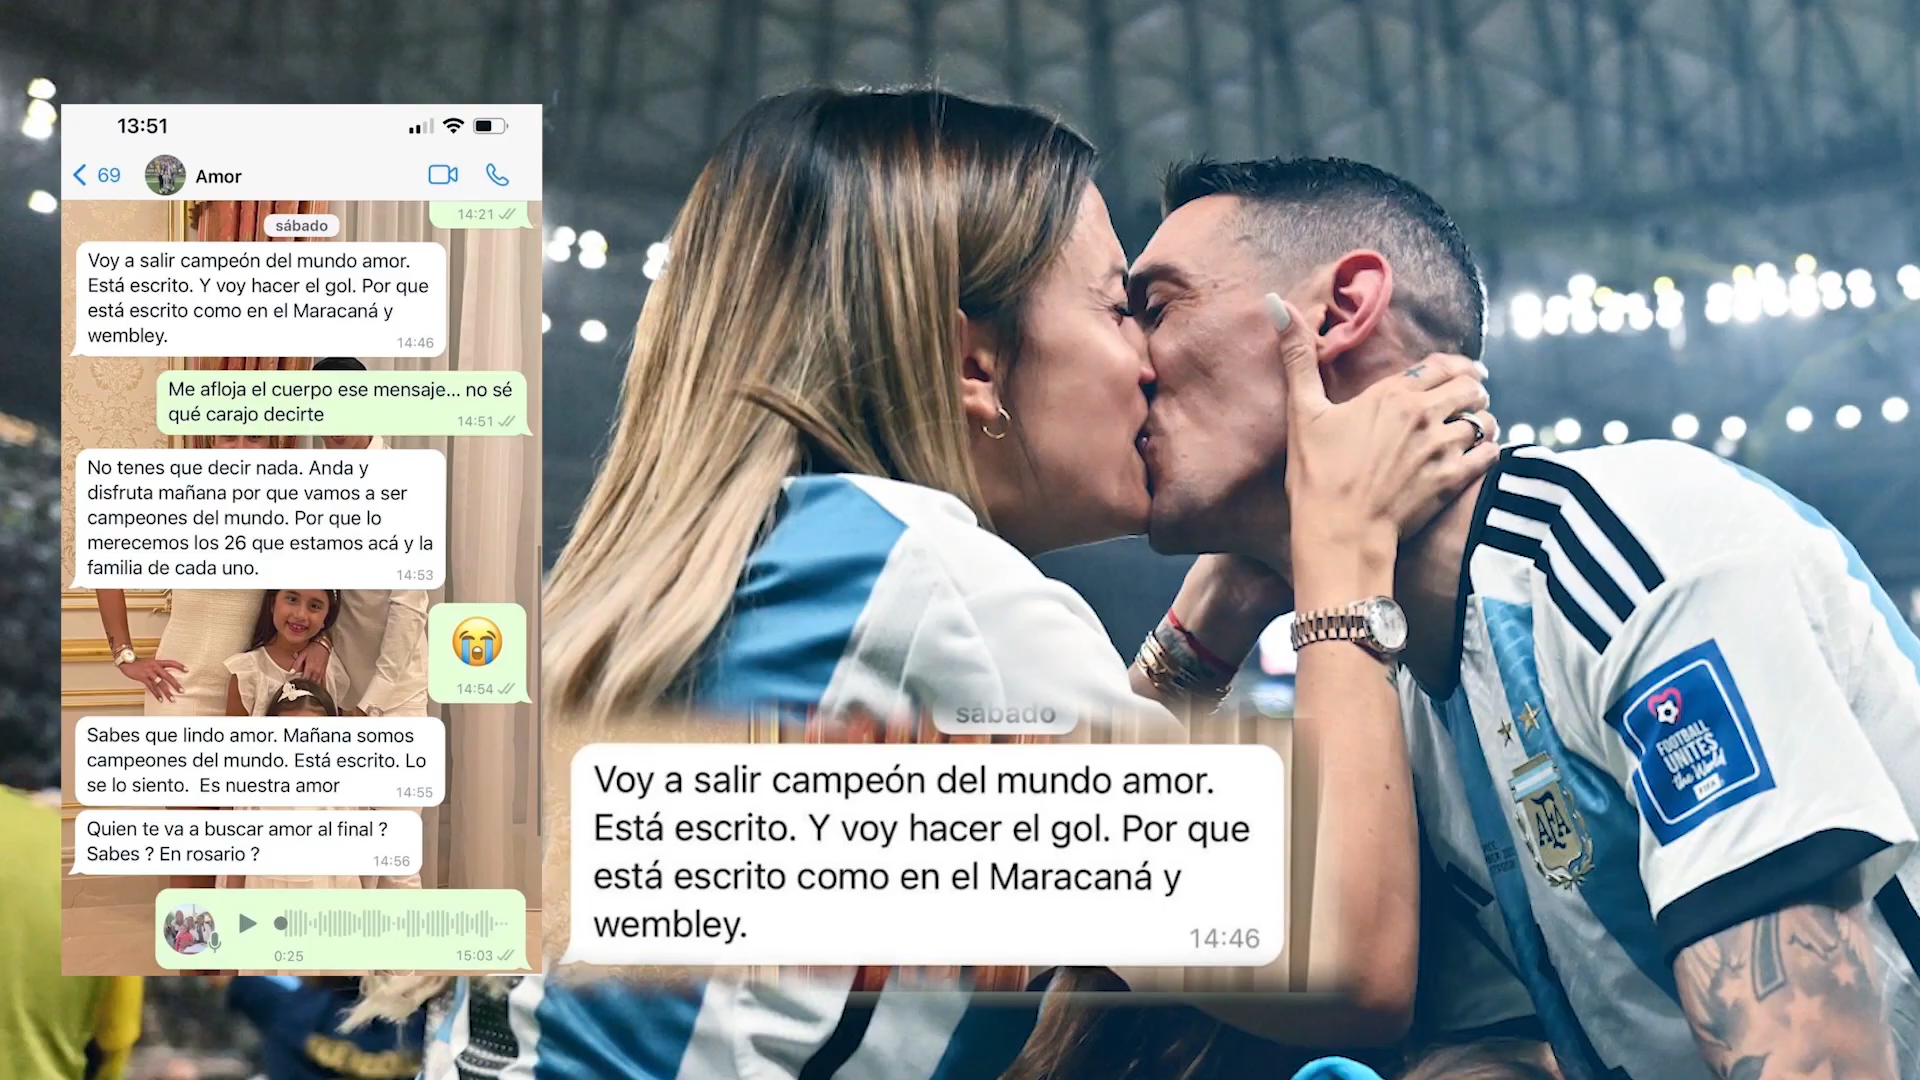 13:51
69
Amor
14:21
sábado
Voy a salir campeón del mundo amor.
Está escrito. Y voy hacer el gol. Por que
está escrito como en el Maracaná y
wembley.
14:46
Me afloja el cuerpo ese mensaje... no sé
qué carajo decirte
14:51
No tenes que decir nada. Anda y
disfruta mañana por que vamos a ser
campeones del mundo. Por que lo
merecemos los 26 que estamos acá y la
familia de cada uno.
14:53
14:54
Sabes que lindo amor. Mañana somos
campeones del mundo. Está escrito. Lo
se lo siento. Es nuestra amor
14:55
Quien te va a buscar amor al final ?
Sabes ? En rosario ?
14:56
0:25
15:03
sábado
Voy a salir campeón del mundo amor.
Está escrito. Y voy hacer el gol. Por que
está escrito como en el Maracaná y
wembley.
14:46
FOOTBALL
UNITES
the World
FIFA
AFA